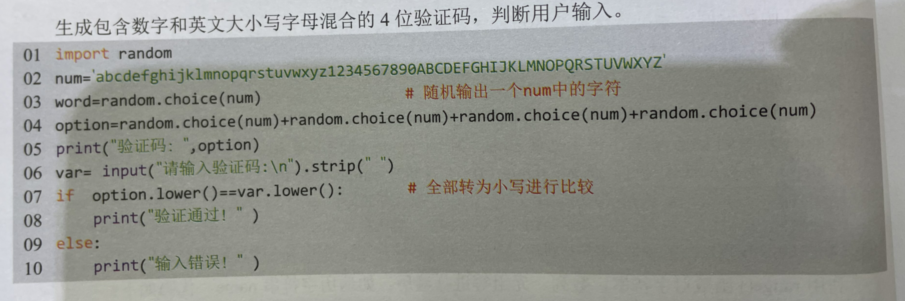 生成包含数字和英文大小写字母混合的 4 位验证码，判断用户输入。
01 import random
02 num='abcdefghijklmnopqrstuvwxyz1234567890ABCDEFGHIJKLMNOPQRSTUVWXYZ'
03 word=random.choice(num) # 随机输出一个num中的字符
04 option=random.choice(num)+random.choice(num)+random.choice(num)+random.choice(num)
05 print("验证码：",option)
06 var= input("请输入验证码:\n").strip(" ")
07 if option.lower()==var.lower(): # 全部转为小写进行比较
08 print("验证通过！" )
09 else:
10 print("输入错误！" )